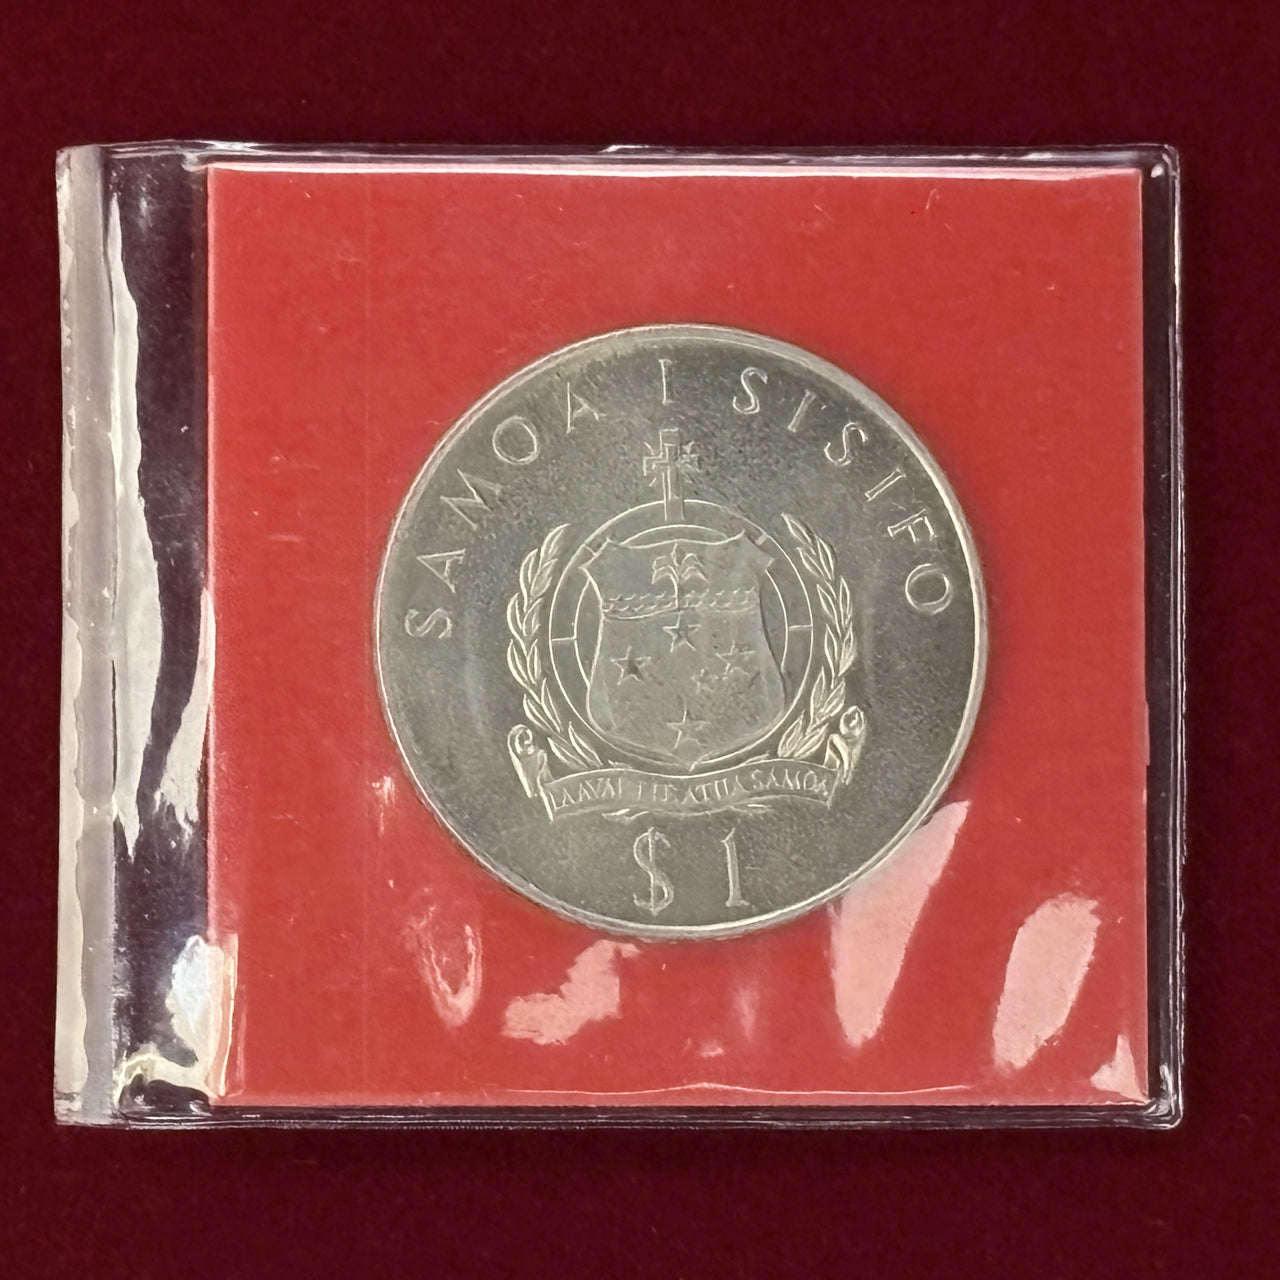 SAMOA I SISIFO
FAAVAE I LE ATUA SAMOA
$1